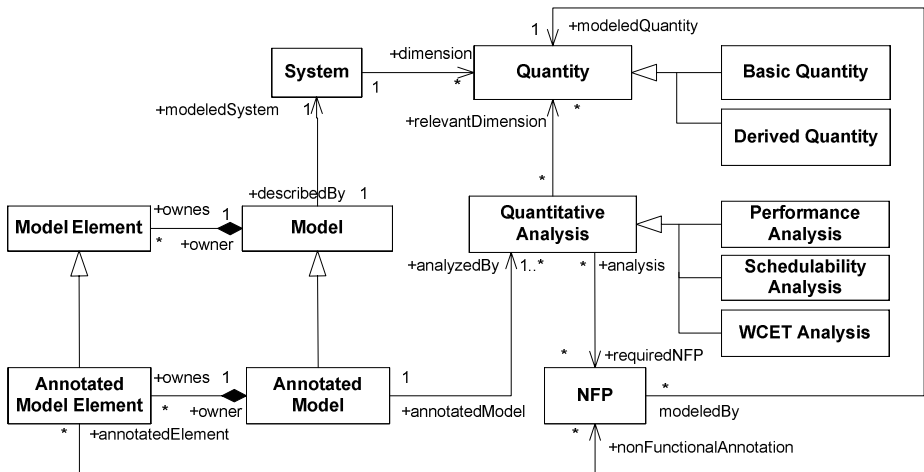 1
+modeledQuantity
+dimension
System
Quantity
Basic Quantity
1
*
+modeledSystem
1
+relevantDimension
*
Derived Quantity
*
+describedBy
1
Model Element
+ownes
1
*
+owner
Model
Quantitative
Analysis
Performance
Analysis
+analyzedBy
1..*
*
+analysis
Schedulability
Analysis
WCET Analysis
*
+requiredNFP
Annotated
Model Element
+ownes
1
*
+owner
Annotated
Model
1
+annotatedModel
NFP
*
modeledBy
*
+annotatedElement
*
+nonFunctionalAnnotation